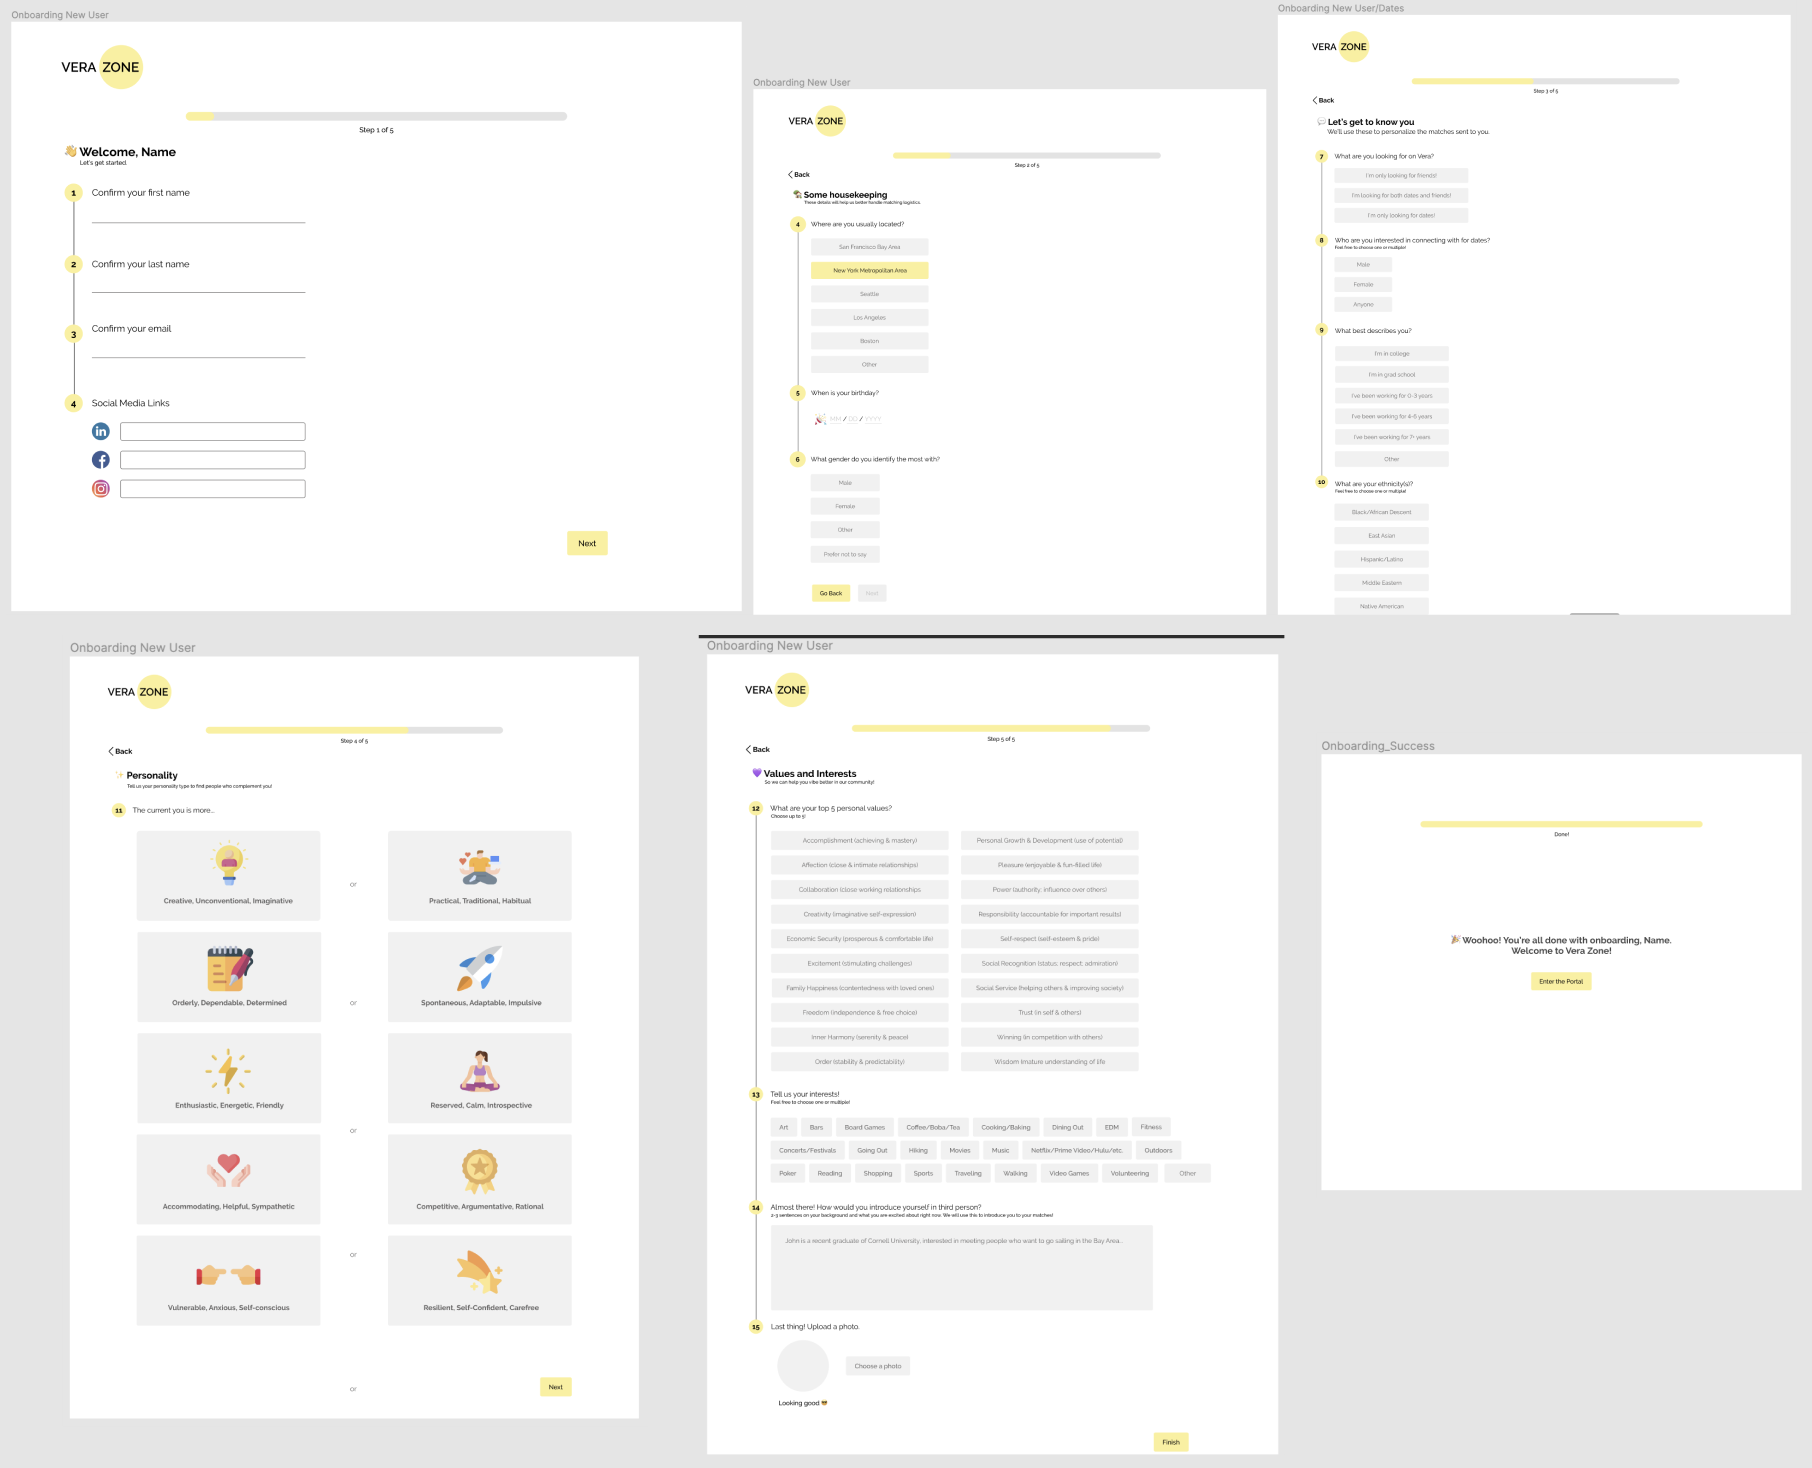 Onboarding New User
VERA ZONE
Step 1 of 5
Welcome, Name
Let's get started.
1 Confirm your first name
2 Confirm your last name
3 Confirm your email
4 Social Media Links
Next
Onboarding New User
VERA ZONE
Step 2 of 5
Back
Some housekeeping
These details will help us better handle matching logistics.
4 Where are you usually located?
San Francisco Bay Area
New York Metropolitan Area
Seattle
Los Angeles
Boston
Other
5 When is your birthday?
MM / DD / YYYY
6 What gender do you identify the most with?
Male
Female
Other
Prefer not to say
Go Back Next
Onboarding New User/Dates
VERA ZONE
Step 3 of 5
Back
Let's get to know you
We'll use these to personalize the matches sent to you.
7 What are you looking for on Vera?
I'm only looking for friends!
I'm looking for both dates and friends!
I'm only looking for dates!
8 Who are you interested in connecting with for dates?
Feel free to choose one or multiple!
Male
Female
Anyone
9 What best describes you?
I'm in college
I'm in grad school
I've been working for 0-3 years
I've been working for 4-6 years
I've been working for 7+ years
Other
10 What are your ethnicity(s)?
Feel free to choose one or multiple!
Black/African Descent
East Asian
Hispanic/Latino
Middle Eastern
Native American
Onboarding New User
VERA ZONE
Step 4 of 5
Back
Personality
Tell us your personality type to find people who complement you!
11 The current you is more...
or
Creative, Unconventional, Imaginative Practical, Traditional, Habitual
Orderly, Dependable, Determined or Spontaneous, Adaptable, Impulsive
Enthusiastic, Energetic, Friendly Reserved, Calm, Introspective
or
Accommodating, Helpful, Sympathetic Competitive, Argumentative, Rational
or
Vulnerable, Anxious, Self-conscious Resilient, Self-Confident, Carefree
or
Next
Onboarding New User
VERA ZONE
Step 5 of 5
Back
Values and Interests
So we can help you vibe better in our community!
12 What are your top 5 personal values?
Choose up to 5!
Accomplishment (achieving & mastery) Personal Growth & Development (use of potential)
Affection (close & intimate relationships) Pleasure (enjoyable & fun-filled life)
Collaboration (close working relationships Power (authority; influence over others)
Creativity (imaginative self-expression) Responsibility (accountable for important results)
Economic Security (prosperous & comfortable life) Self-respect (self-esteem & pride)
Excitement (stimulating challenges) Social Recognition (status, respect, admiration)
Family Happiness (contentedness with loved ones) Social Service (helping others & improving society)
Freedom (independence & free choice) Trust (in self & others)
Inner Harmony (serenity & peace) Winning (in competition with others)
Order (stability & predictability) Wisdom (mature understanding of life
13 Tell us your interests!
Feel free to choose one or multiple!
Art Bars Board Games Coffee/Boba/Tea Cooking/Baking Dining Out EDM Fitness
Concerts/Festivals Going Out Hiking Movies Music Netflix/Prime Video/Hulu/etc. Outdoors
Poker Reading Shopping Sports Traveling Walking Video Games Volunteering Other
14 Almost there! How would you introduce yourself in third person?
2-3 sentences on your background and what you are excited about right now. We will use this to introduce you to your matches!
John is a recent graduate of Cornell University, interested in meeting people who want to go sailing in the Bay Area...
15 Last thing! Upload a photo.
Choose a photo
Looking good
Finish
Onboarding_Success
Done!
Woohoo! You're all done with onboarding, Name.
Welcome to Vera Zone!
Enter the Portal